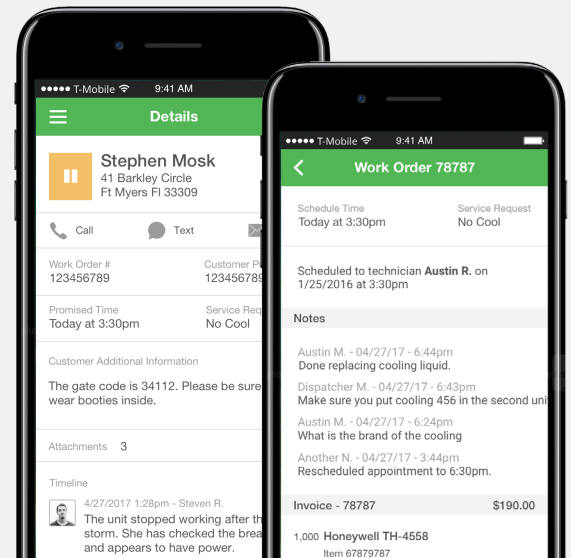 T-Mobile 9:41 AM
Details
Stephen Mosk
41 Barkley Circle
Ft Myers Fl 33309
Call Text
Work Order # Customer P
123456789 123456789
Promised Time Service Req
Today at 3:30pm No Cool
Customer Additional Information
The gate code is 34112. Please be sure
wear booties inside.
Attachments 3
Timeline
4/27/2017 1:28pm - Steven R.
The unit stopped working after th
storm. She has checked the brea
and appears to have power.
T-Mobile 9:41 AM
Work Order 78787
Schedule Time Service Request
Today at 3:30pm No Cool
Scheduled to technician Austin R. on
1/25/2016 at 3:30pm
Notes
Austin M. - 04/27/17 - 6:44pm
Done replacing cooling liquid.
Dispatcher M. - 04/27/17 - 6:43pm
Make sure you put cooling 456 in the second uni
Austin M. - 04/27/17 - 6:24pm
What is the brand of the cooling
Another N. - 04/27/17 - 3:44pm
Rescheduled appointment to 6:30pm.
Invoice - 78787 $190.00
1,000 Honeywell TH-4558
Item 67879787